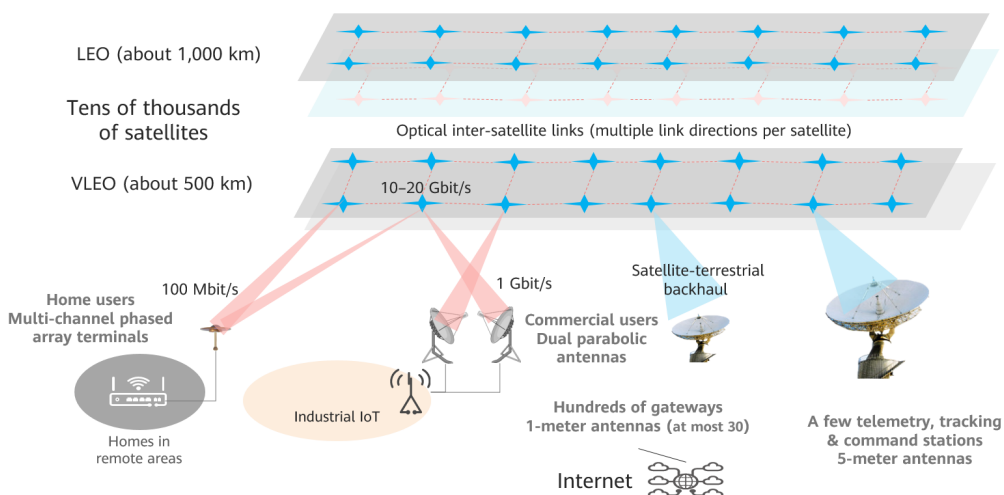 LEO (about 1,000 km)
Tens of thousands
of satellites
Optical inter-satellite links (multiple link directions per satellite)
VLEO (about 500 km)
10–20 Gbit/s
100 Mbit/s
1 Gbit/s
Satellite-terrestrial
backhaul
Home users
Multi-channel phased
array terminals
Commercial users
Dual parabolic
antennas
Industrial IoT
Homes in
remote areas
Hundreds of gateways
1-meter antennas (at most 30)
A few telemetry, tracking
& command stations
5-meter antennas
Internet